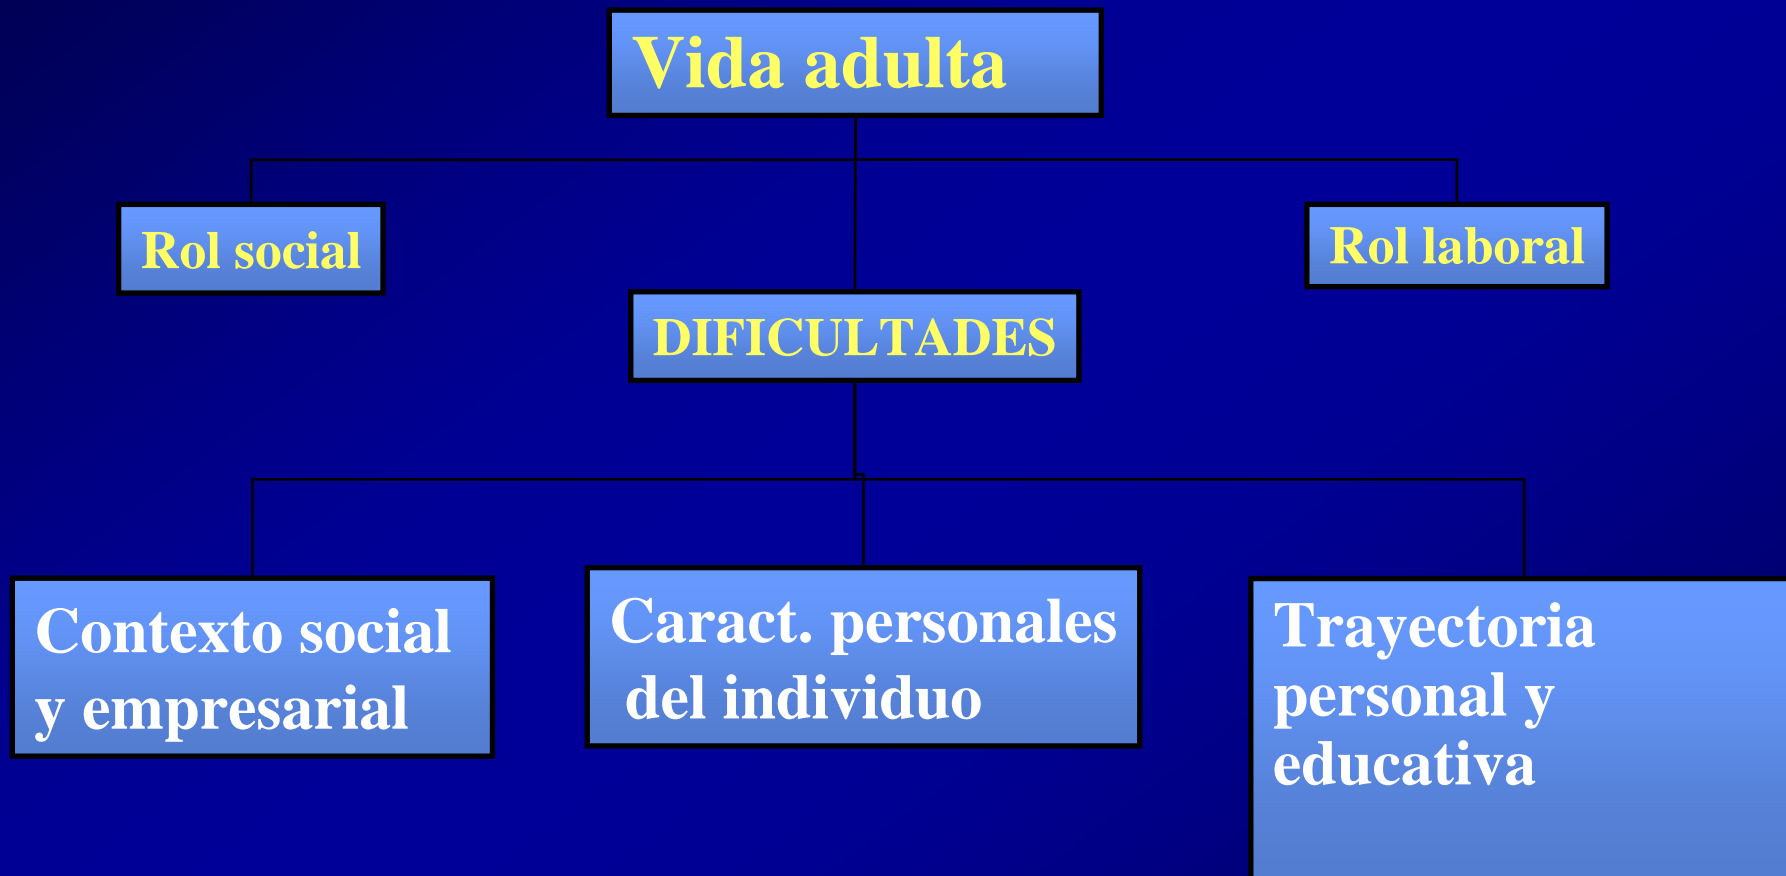 Vida adulta
Rol social
Rol laboral
DIFICULTADES
Contexto social
y empresarial
Caract. personales
del individuo
Trayectoria
personal y
educativa